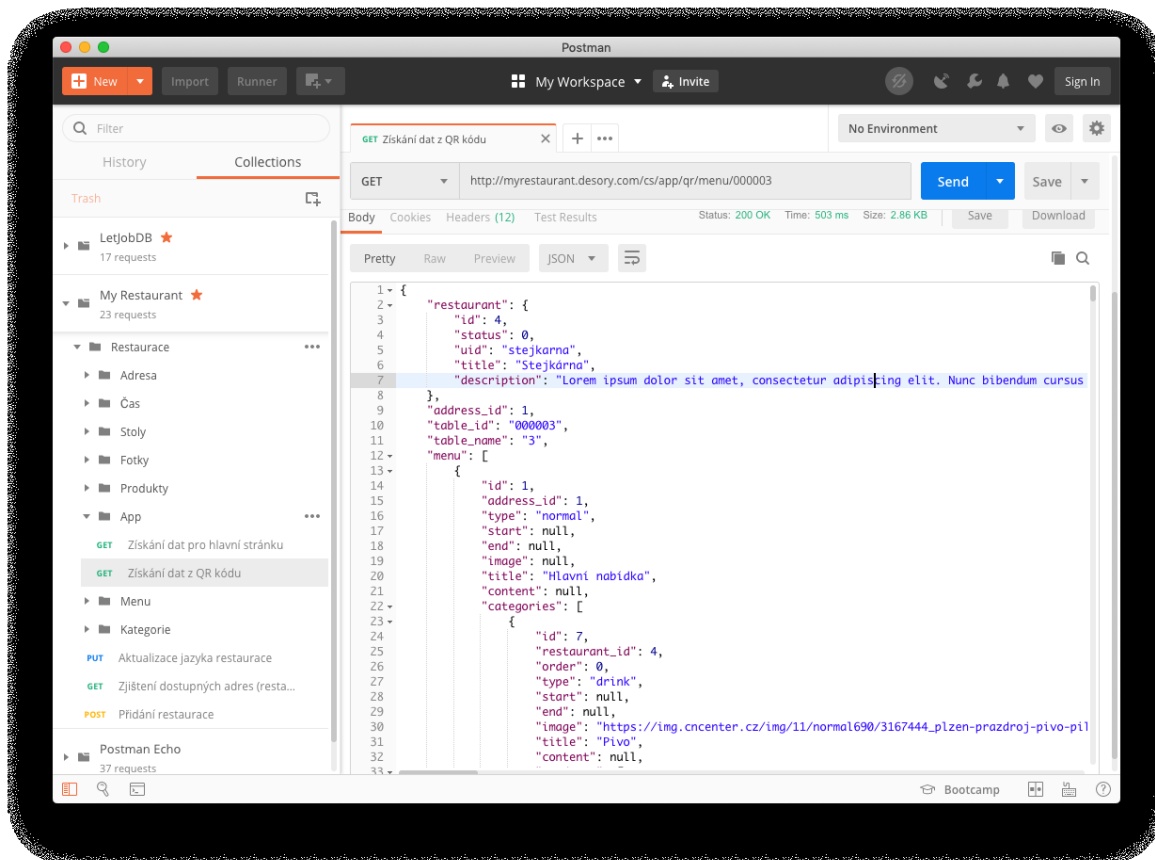 Postman
New Import Runner My Workspace Invite Sign In
Filter
History Collections
Trash
LetJobDB
17 requests
My Restaurant
23 requests
Restaurace
Adresa
Čas
Stoly
Fotky
Produkty
App
GET Získání dat pro hlavní stránku
GET Získání dat z QR kódu
Menu
Kategorie
PUT Aktualizace jazyka restaurace
GET Zjištění dostupných adres (resta...
POST Přidání restaurace
Postman Echo
37 requests
GET Získání dat z QR kódu
No Environment
GET http://myrestaurant.desory.com/cs/app/qr/menu/000003 Send Save
Body Cookies Headers (12) Test Results Status: 200 OK Time: 503 ms Size: 2.86 KB Save Download
Pretty Raw Preview JSON
1 {
2 "restaurant": {
3 "id": 4,
4 "status": 0,
5 "uid": "stejkarna",
6 "title": "Stejkárna",
7 "description": "Lorem ipsum dolor sit amet, consectetur adipiscing elit. Nunc bibendum cursus
8 },
9 "address_id": 1,
10 "table_id": "000003",
11 "table_name": "3",
12 "menu": [
13 {
14 "id": 1,
15 "address_id": 1,
16 "type": "normal",
17 "start": null,
18 "end": null,
19 "image": null,
20 "title": "Hlavní nabídka",
21 "content": null,
22 "categories": [
23 {
24 "id": 7,
25 "restaurant_id": 4,
26 "order": 0,
27 "type": "drink",
28 "start": null,
29 "end": null,
30 "image": "https://img.cncenter.cz/img/11/normal690/3167444_plzen-prazdroj-pivo-pil
31 "title": "Pivo",
32 "content": null,
33
Bootcamp